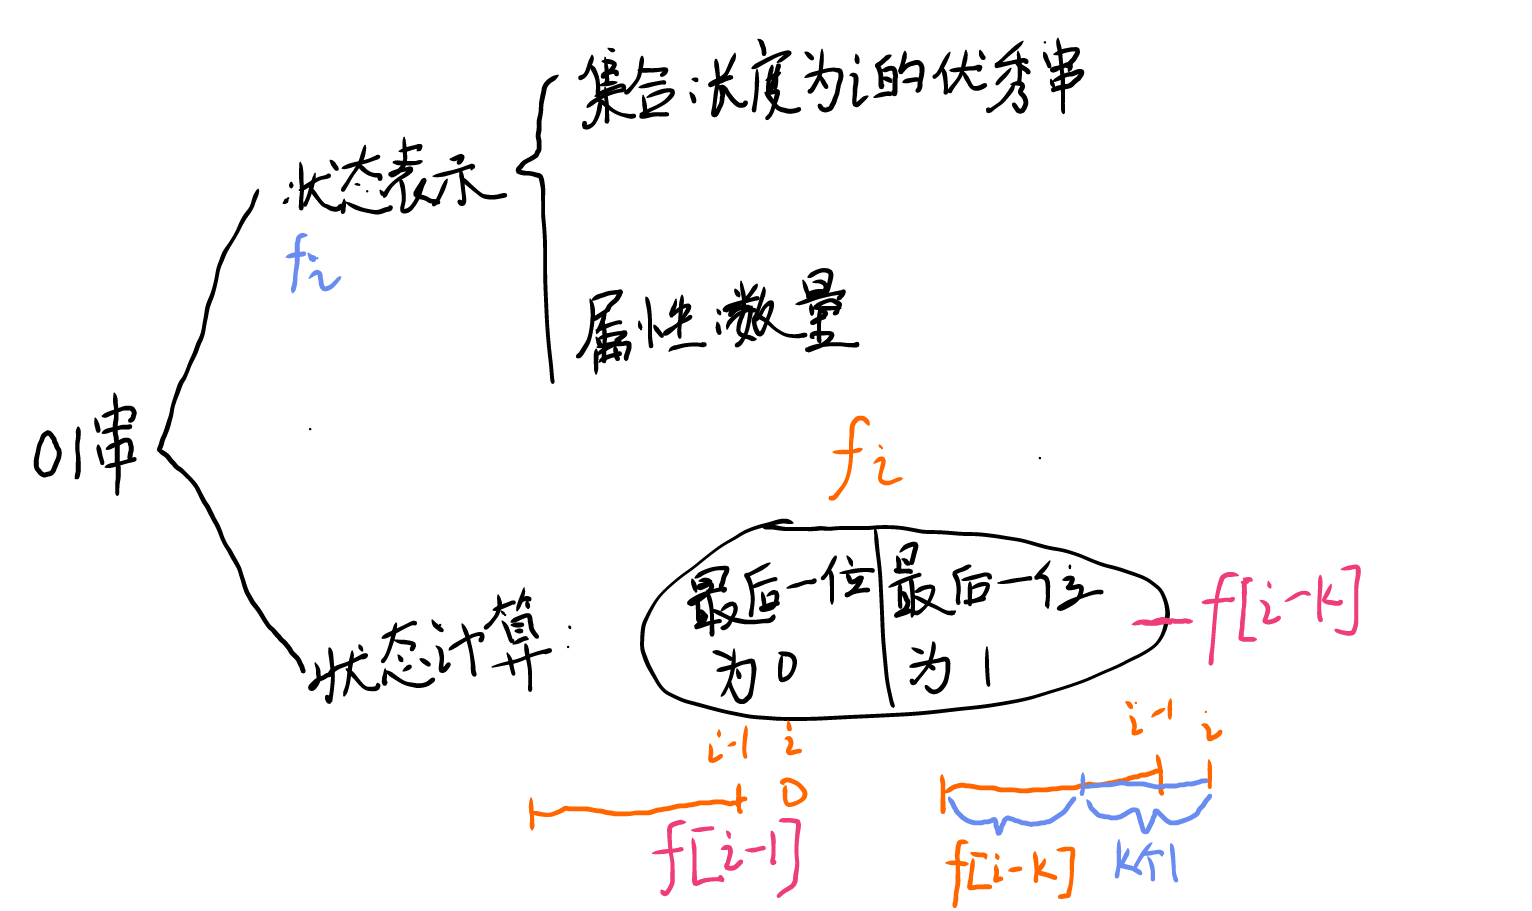 集合:长度为i的优秀串
状态表示
fi
属性:数量
01串
fi
最后一位为0
最后一位为1
f[i-k]
状态计算:
i-1 i
0
f[i-1]
i-1 i
f[i-k]
k个1